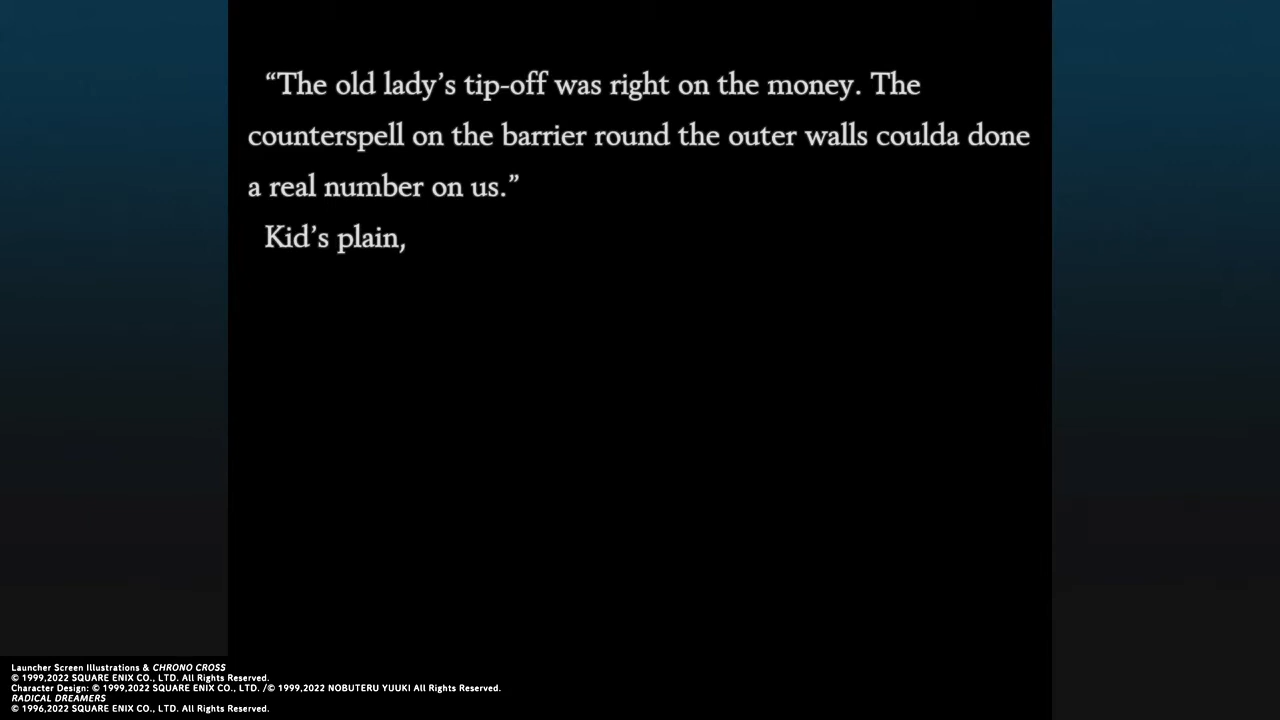 “The old lady’s tip-off was right on the money. The
counterspell on the barrier round the outer walls coulda done
a real number on us.”
Kid’s plain,
Launcher Screen Illustrations & CHRONO CROSS
© 1999,2022 SQUARE ENIX CO., LTD. All Rights Reserved.
Character Design: © 1999,2022 SQUARE ENIX CO., LTD. /© 1999,2022 NOBUTERU YUUKI All Rights Reserved.
RADICAL DREAMERS
© 1996,2022 SQUARE ENIX CO., LTD. All Rights Reserved.